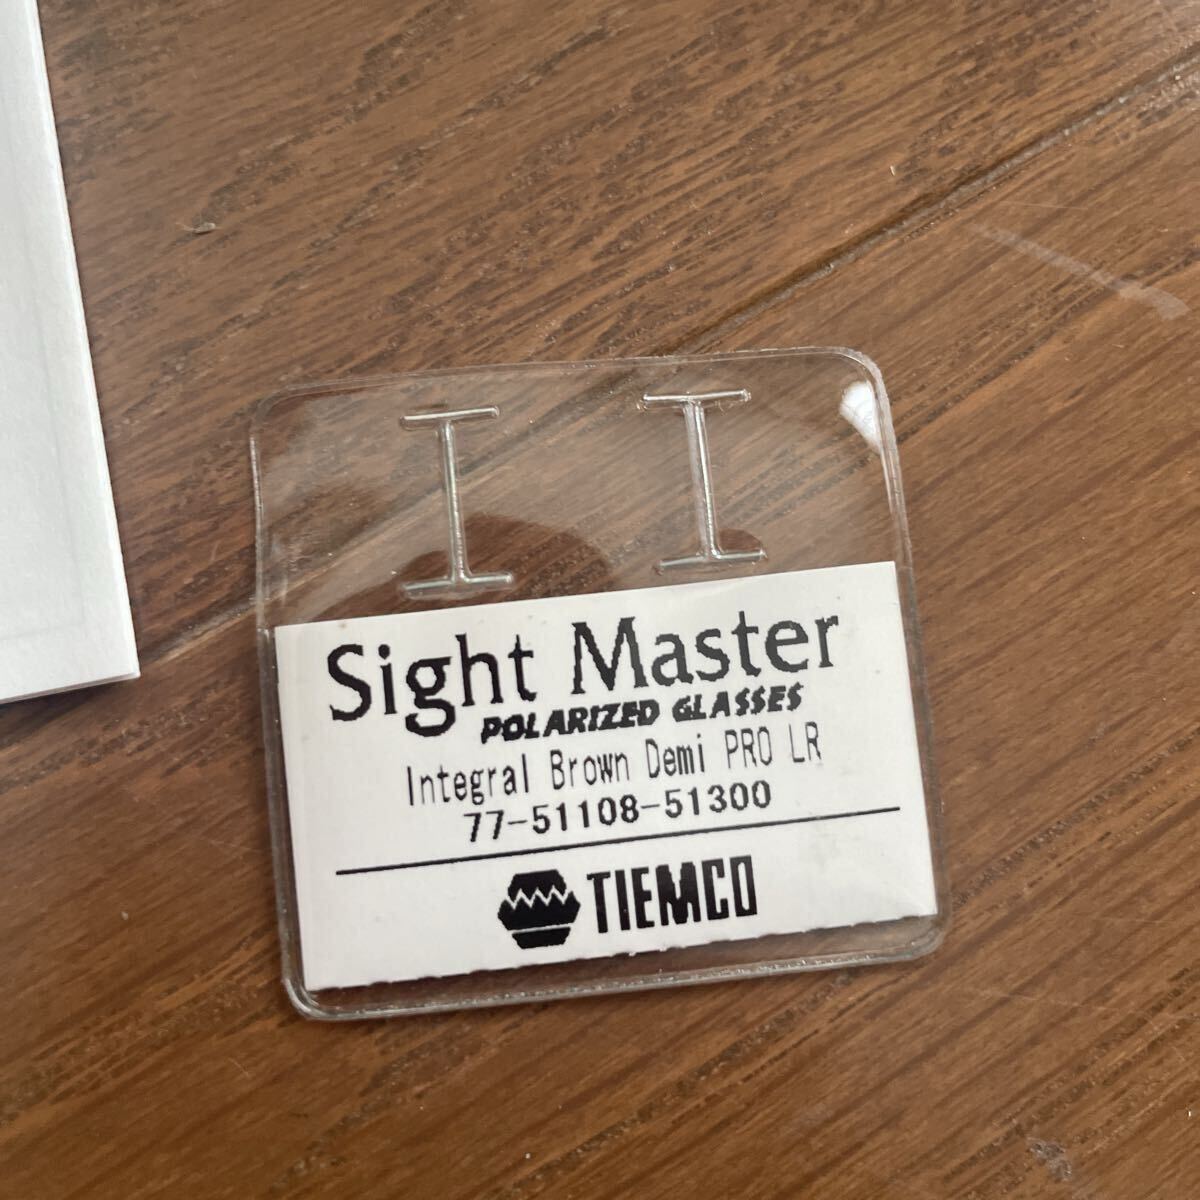 Sight Master
POLARIZED GLASSES
Integral Brown Demi PRO LR
77-51108-51300
TIEMCO